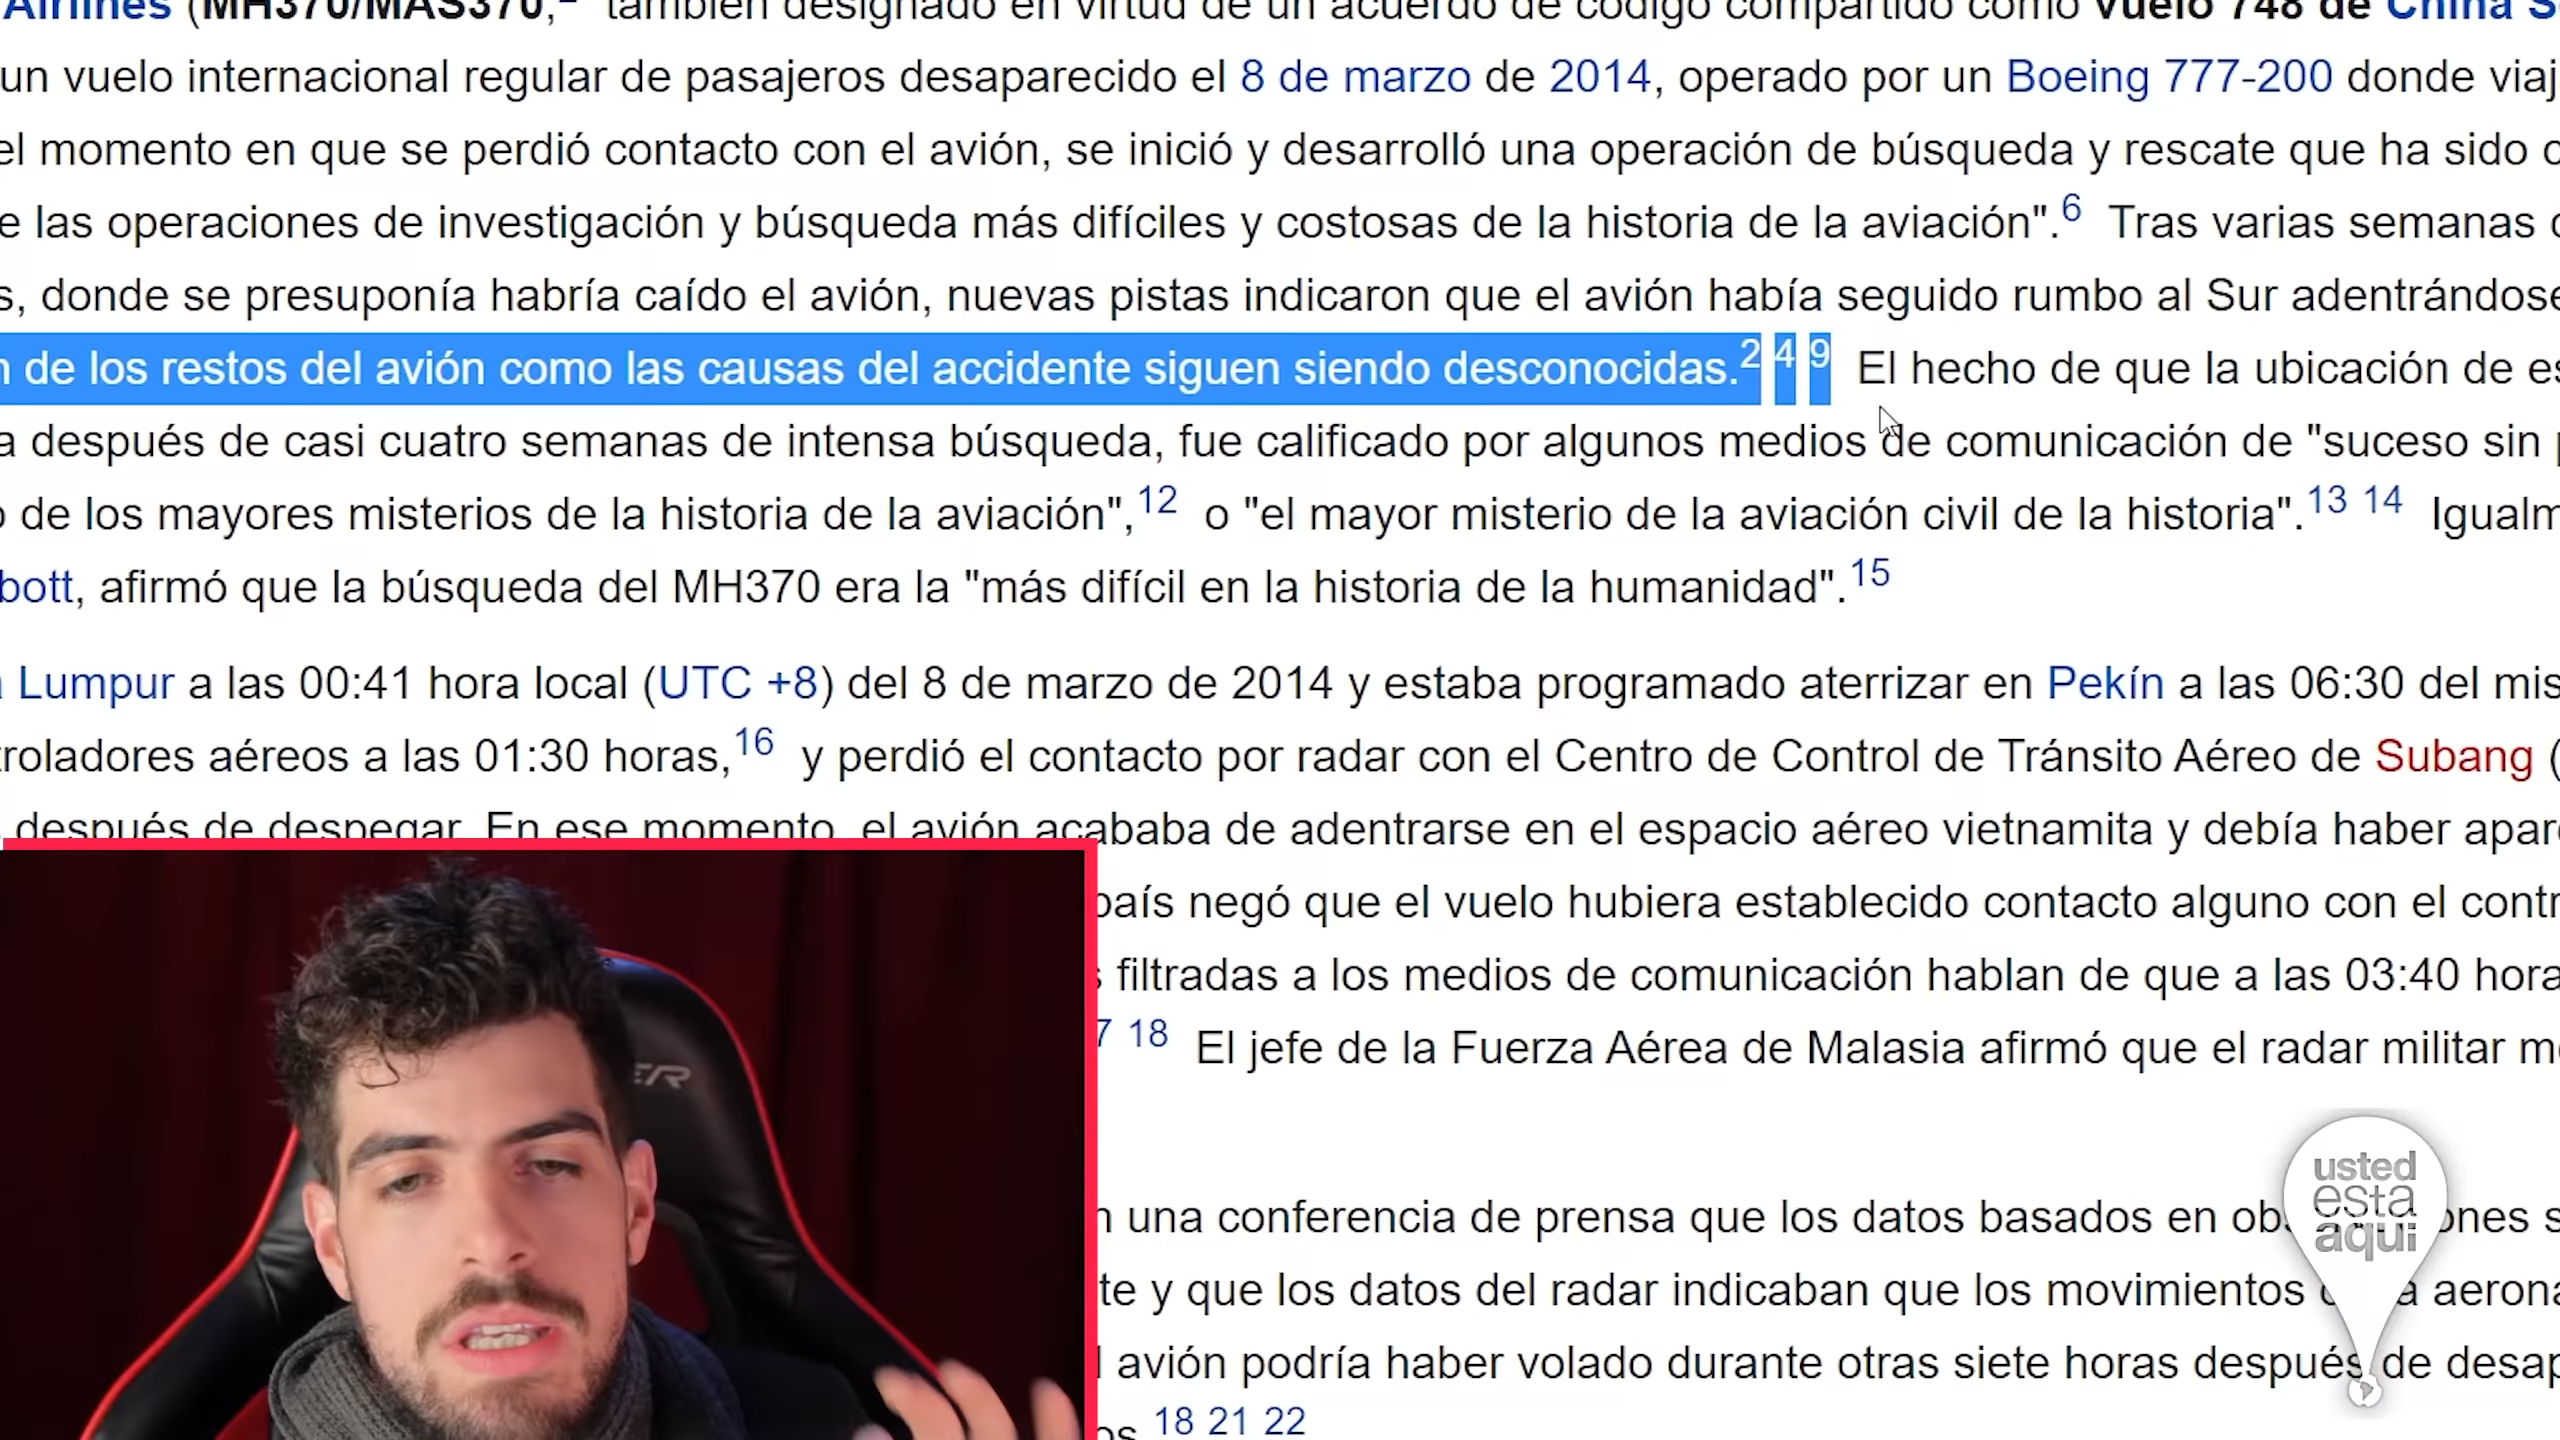 Airlines (MH370/MAS370, también designado en virtud de un acuerdo de código compartido como vuelo 748 de China
un vuelo internacional regular de pasajeros desaparecido el 8 de marzo de 2014, operado por un Boeing 777-200 donde
el momento en que se perdió contacto con el avión, se inició y desarrolló una operación de búsqueda y rescate que ha sido
las operaciones de investigación y búsqueda más difíciles y costosas de la historia de la aviación".6 Tras varias semanas
donde se presuponía habría caído el avión, nuevas pistas indicaron que el avión había seguido rumbo al Sur adentrándose
de los restos del avión como las causas del accidente siguen siendo desconocidas.2 4 9 El hecho de que la ubicación de
después de casi cuatro semanas de intensa búsqueda, fue calificado por algunos medios de comunicación de "suceso sin
de los mayores misterios de la historia de la aviación",12 o "el mayor misterio de la aviación civil de la historia".13 14
bott, afirmó que la búsqueda del MH370 era la "más difícil en la historia de la humanidad".15
Lumpur a las 00:41 hora local (UTC +8) del 8 de marzo de 2014 y estaba programado aterrizar en Pekín a las 06:30 del
troladores aéreos a las 01:30 horas,16 y perdió el contacto por radar con el Centro de Control de Tránsito Aéreo de Subang (
después de despegar. En ese momento, el avión acababa de adentrarse en el espacio aéreo vietnamita y debía haber
país negó que el vuelo hubiera establecido contacto alguno con el
filtradas a los medios de comunicación hablan de que a las 03:40
7 18 El jefe de la Fuerza Aérea de Malasia afirmó que el radar militar
una conferencia de prensa que los datos basados en
te y que los datos del radar indicaban que los movimientos
avión podría haber volado durante otras siete horas después de
os 18 21 22
usted
esta
aqui